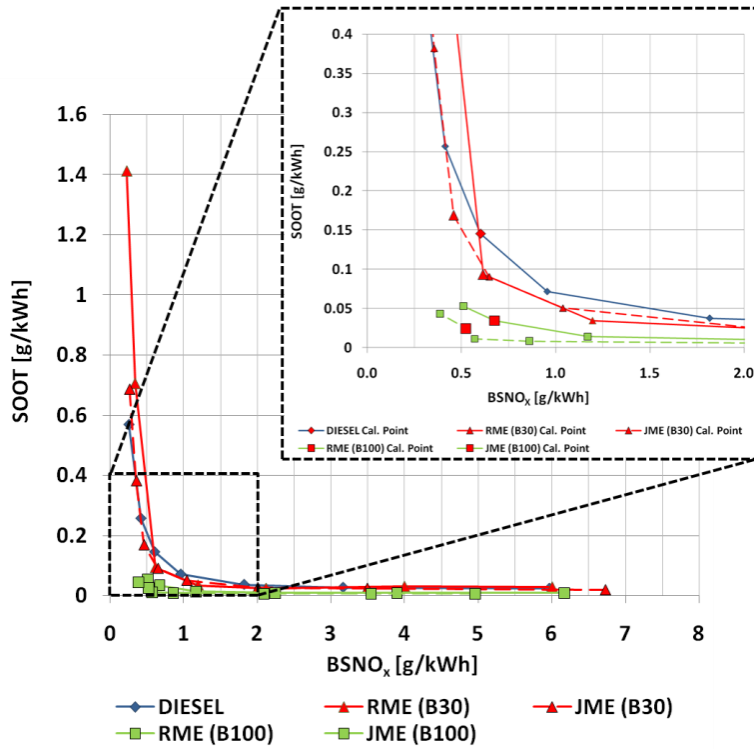 0.4
0.35
0.3
0.25
0.2
0.15
0.1
0.05
0
SOOT [g/kWh]
0.0 0.5 1.0 1.5 2.0
BSNOx [g/kWh]
DIESEL Cal. Point RME (B30) Cal. Point JME (B30) Cal. Point
RME (B100) Cal. Point JME (B100) Cal. Point
1.6
1.4
1.2
1
0.8
0.6
0.4
0.2
0
SOOT [g/kWh]
0 1 2 3 4 5 6 7 8
BSNOx [g/kWh]
DIESEL RME (B30) JME (B30)
RME (B100) JME (B100)